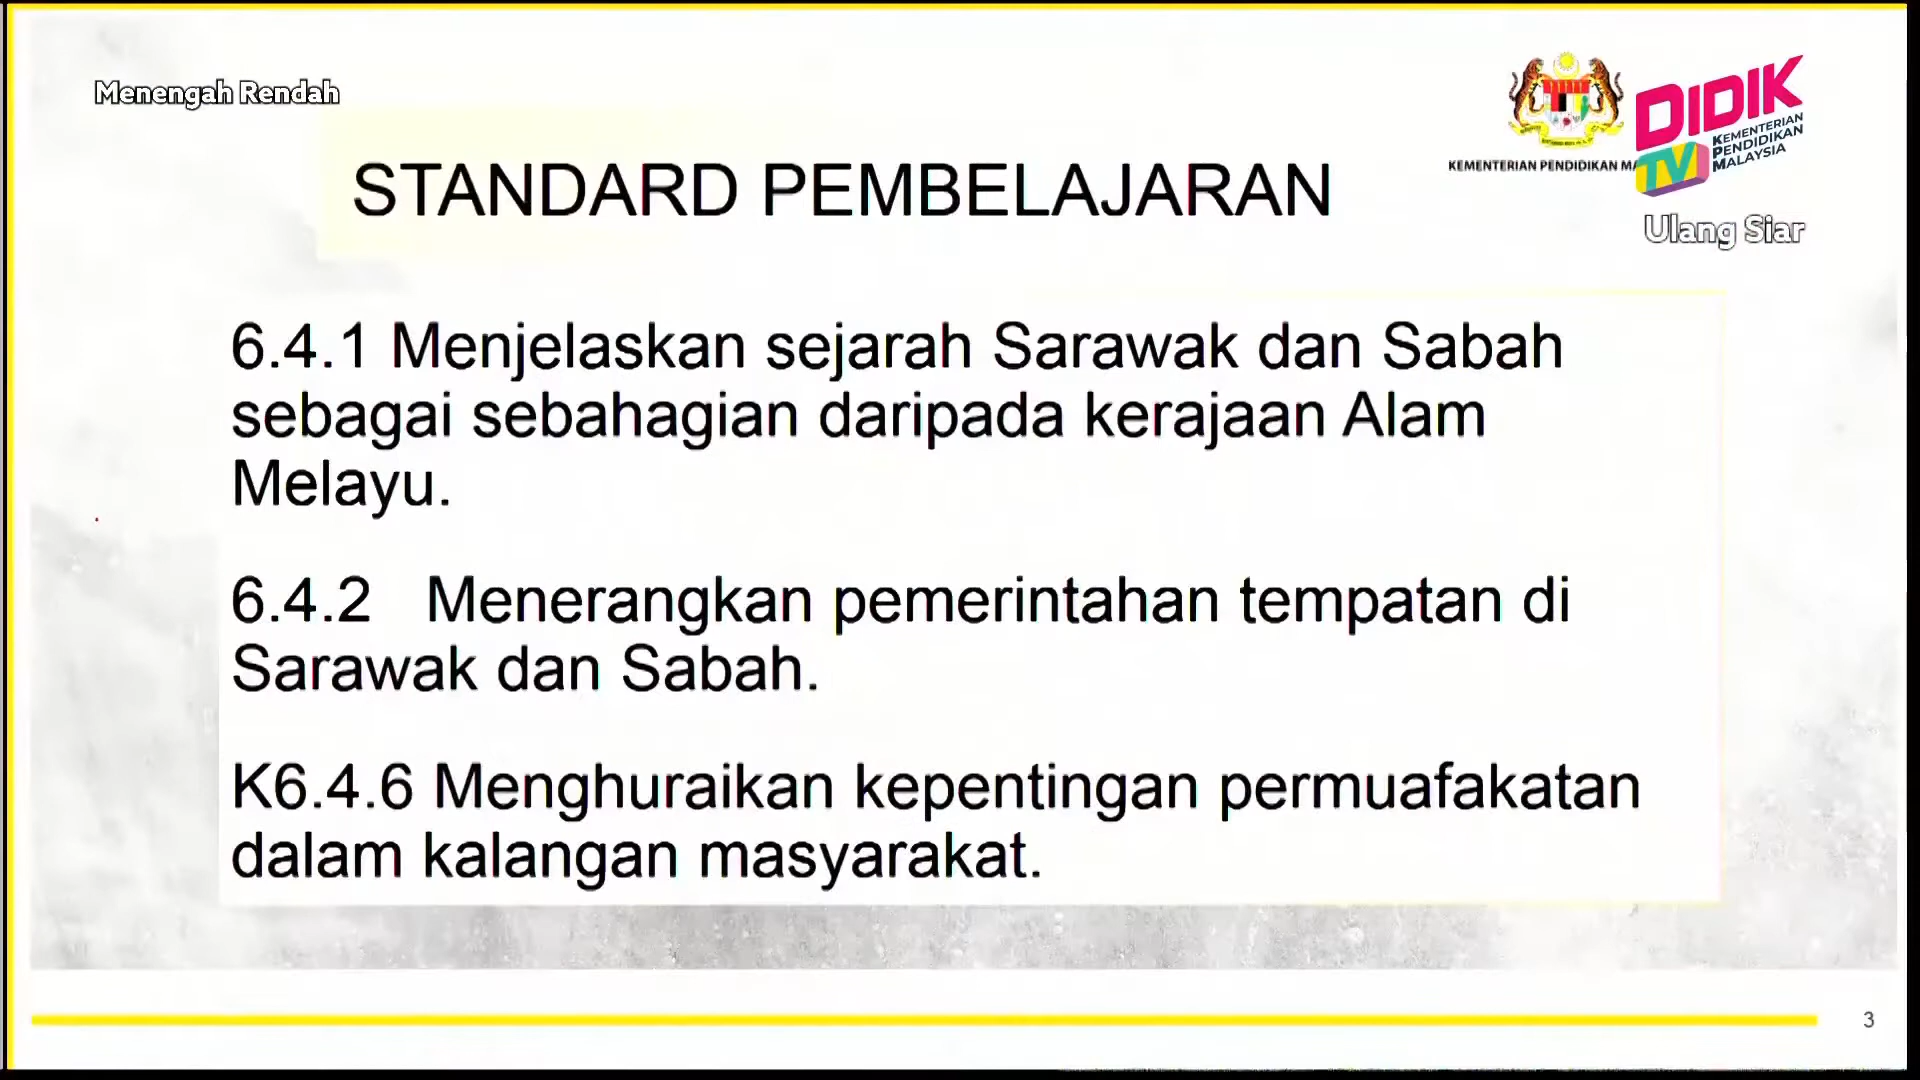 Menengah Rendah
DIDIK
TV
KEMENTERIAN
PENDIDIKAN
MALAYSIA
KEMENTERIAN PENDIDIKAN MA
Ulang Siar
STANDARD PEMBELAJARAN
6.4.1 Menjelaskan sejarah Sarawak dan Sabah
sebagai sebahagian daripada kerajaan Alam
Melayu.
6.4.2 Menerangkan pemerintahan tempatan di
Sarawak dan Sabah.
K6.4.6 Menghuraikan kepentingan permuafakatan
dalam kalangan masyarakat.
3